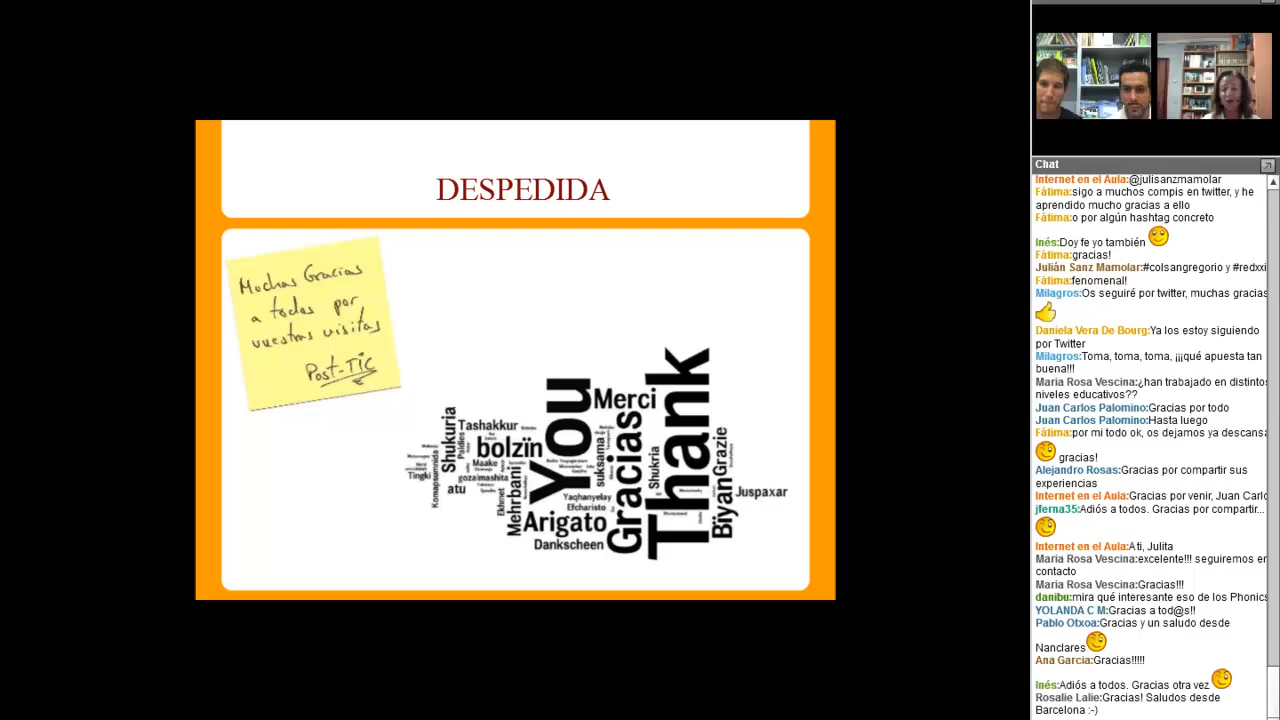 DESPEDIDA
Muchas Gracias
a todos por
vuestras visitas
Post-TIC
Thank
You
Gracias
Merci
Arigato
bolzïn
Shukuria
Tashakkur
Mehrbani
Grazie
Bïyan
Juspaxar
Dankscheen
Efcharisto
Yaqhanyelay
suksama
Shukria
Maake
gozaimashita
atu
Tingki
Komapsumnida
Ekhmet
Paldies
Chat
Internet en el Aula:@julisanzmamolar
Fátima:sigo a muchos compis en twitter, y he
aprendido mucho gracias a ello
Fátima:o por algún hashtag concreto
Inés:Doy fe yo también
Fátima:gracias!
Julián Sanz Mamolar:#colsangregorio y #redxxi
Fátima:fenomenal!
Milagros:Os seguiré por twitter, muchas gracias
Daniela Vera De Bourg:Ya los estoy siguiendo
por Twitter
Milagros:Toma, toma, toma, ¡¡¡qué apuesta tan
buena!!!
Maria Rosa Vescina:¿han trabajado en distintos
niveles educativos??
Juan Carlos Palomino:Gracias por todo
Juan Carlos Palomino:Hasta luego
Fátima:por mi todo ok, os dejamos ya descansa
gracias!
Alejandro Rosas:Gracias por compartir sus
experiencias
Internet en el Aula:Gracias por venir, Juan Carlo
jferna35:Adiós a todos. Gracias por compartir...
Internet en el Aula:A ti, Julita
Maria Rosa Vescina:excelente!!! seguiremos en
contacto
Maria Rosa Vescina:Gracias!!!
danibu:mira qué interesante eso de los Phonics
YOLANDA C M:Gracias a tod@s!!
Pablo Otxoa:Gracias y un saludo desde
Nanclares
Ana Garcia:Gracias!!!!!
Inés:Adiós a todos. Gracias otra vez
Rosalie Lalie:Gracias! Saludos desde
Barcelona :-)